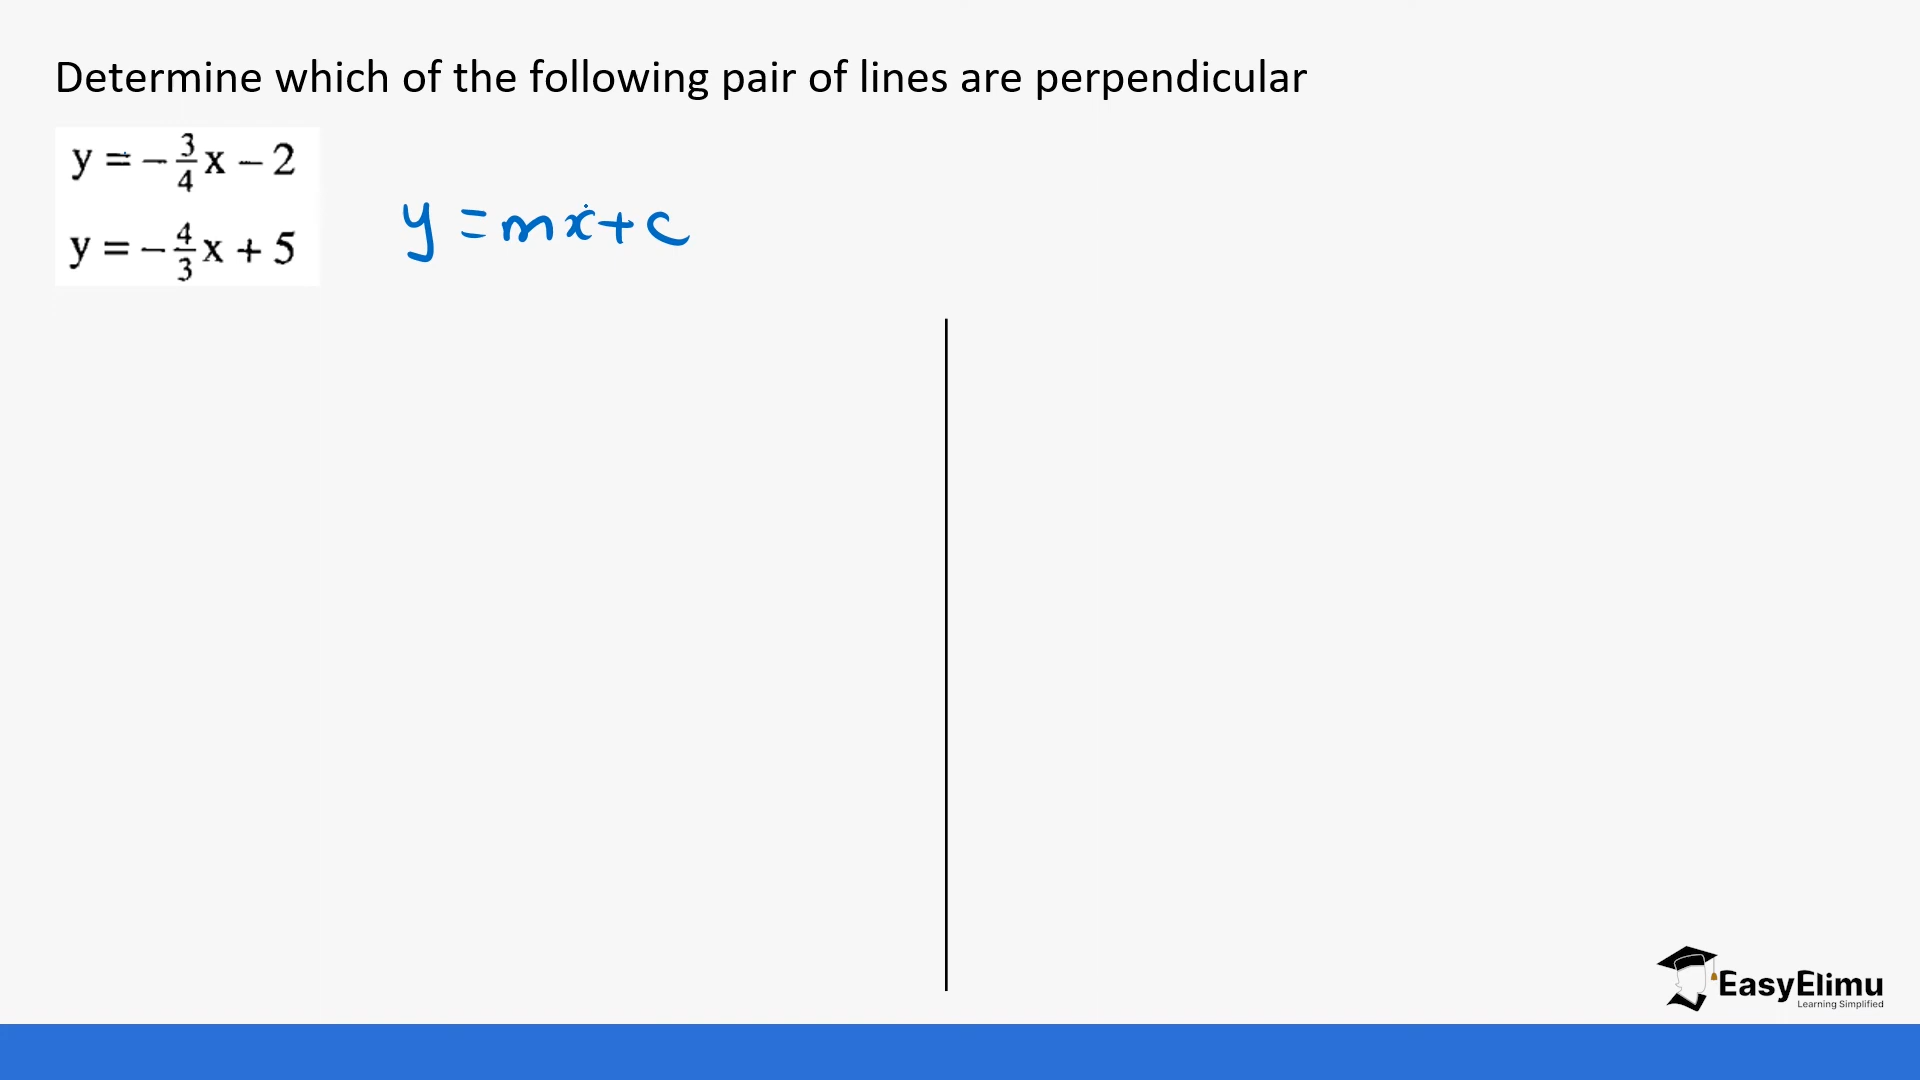 Determine which of the following pair of lines are perpendicular
y = -3/4x - 2
y = -4/3x + 5
y = mx + c
EasyElimu
Learning Simplified